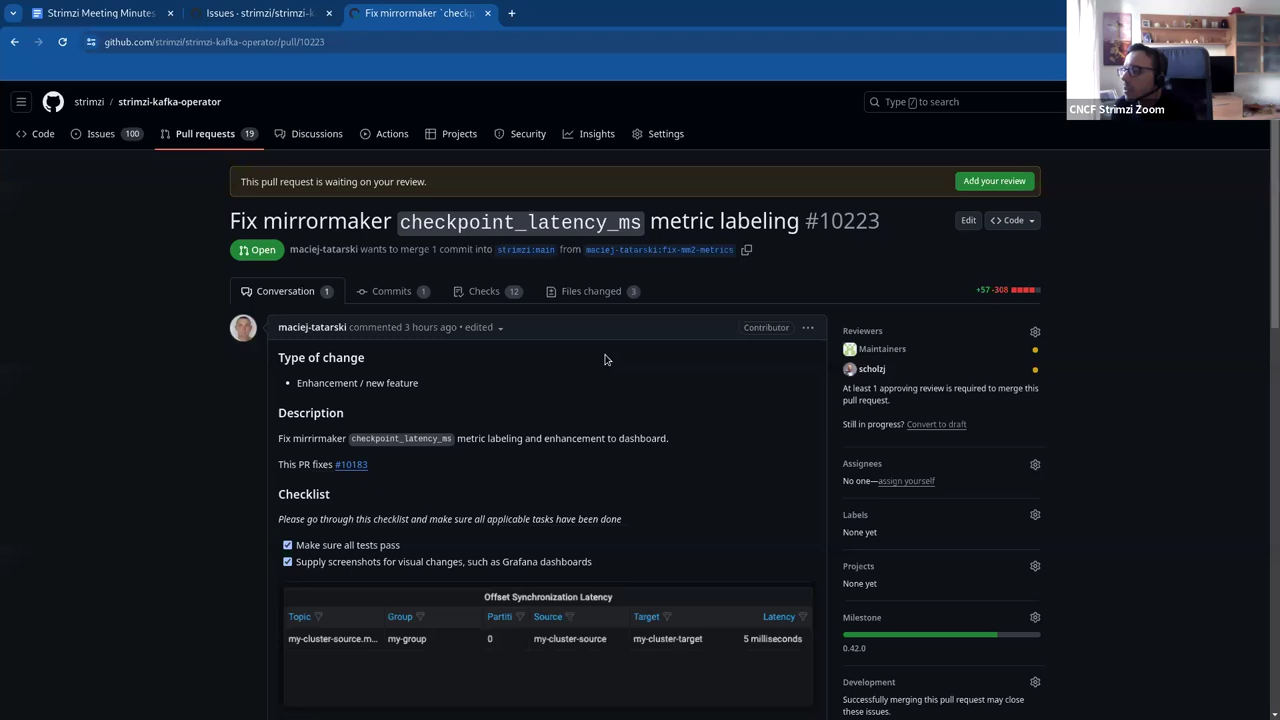 Strimzi Meeting Minutes
Issues · strimzi/strimzi-k
Fix mirrormaker `checkp
github.com/strimzi/strimzi-kafka-operator/pull/10223
CNCF Strimzi Zoom
strimzi / strimzi-kafka-operator
Type / to search
Code
Issues 100
Pull requests 19
Discussions
Actions
Projects
Security
Insights
Settings
This pull request is waiting on your review.
Add your review
Fix mirrormaker checkpoint_latency_ms metric labeling #10223
Edit
<> Code
Open
maciej-tatarski wants to merge 1 commit into strimzi:main from maciej-tatarski:fix-mm2-metrics
Conversation 1
Commits 1
Checks 12
Files changed 3
+57 -308
maciej-tatarski commented 3 hours ago • edited
Contributor
Type of change
• Enhancement / new feature
Description
Fix mirrirmaker checkpoint_latency_ms metric labeling and enhancement to dashboard.
This PR fixes #10183
Checklist
Please go through this checklist and make sure all applicable tasks have been done
Make sure all tests pass
Supply screenshots for visual changes, such as Grafana dashboards
Offset Synchronization Latency
Topic Group Partiti Source Target Latency
my-cluster-source.m... my-group 0 my-cluster-source my-cluster-target 5 milliseconds
Reviewers
Maintainers
scholzj
At least 1 approving review is required to merge this
pull request.
Still in progress? Convert to draft
Assignees
No one—assign yourself
Labels
None yet
Projects
None yet
Milestone
0.42.0
Development
Successfully merging this pull request may close
these issues.